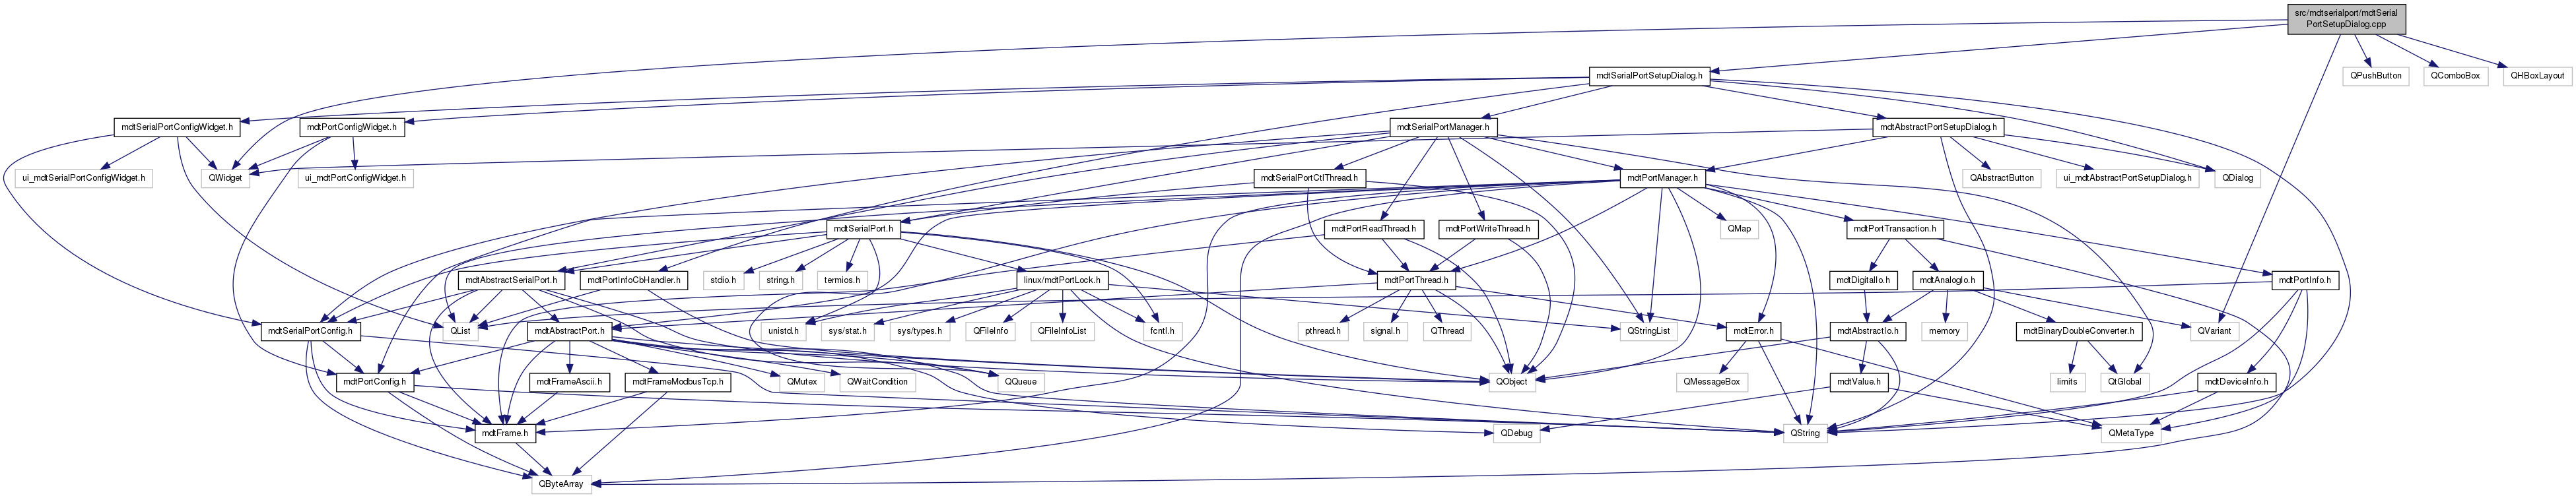 src/mdtserialport/mdtSerial
PortSetupDialog.cpp
mdtSerialPortSetupDialog.h
QPushButton
QComboBox
QHBoxLayout
mdtSerialPortConfigWidget.h
mdtPortConfigWidget.h
mdtSerialPortManager.h
mdtAbstractPortSetupDialog.h
ui_mdtSerialPortConfigWidget.h
QWidget
ui_mdtPortConfigWidget.h
mdtSerialPortCtlThread.h
mdtPortManager.h
QAbstractButton
ui_mdtAbstractPortSetupDialog.h
QDialog
mdtSerialPort.h
mdtPortReadThread.h
mdtPortWriteThread.h
QMap
mdtPortTransaction.h
mdtAbstractSerialPort.h
mdtPortInfoCbHandler.h
stdio.h
string.h
termios.h
linux/mdtPortLock.h
mdtPortThread.h
mdtDigitalIo.h
mdtAnalogIo.h
mdtPortInfo.h
mdtSerialPortConfig.h
QList
mdtAbstractPort.h
unistd.h
sys/stat.h
sys/types.h
QFileInfo
QFileInfoList
fcntl.h
pthread.h
signal.h
QThread
QStringList
mdtError.h
mdtAbstractIo.h
memory
mdtBinaryDoubleConverter.h
QVariant
mdtPortConfig.h
mdtFrameAscii.h
mdtFrameModbusTcp.h
QMutex
QWaitCondition
QQueue
QObject
QMessageBox
mdtValue.h
limits
QtGlobal
mdtDeviceInfo.h
mdtFrame.h
QDebug
QString
QMetaType
QByteArray